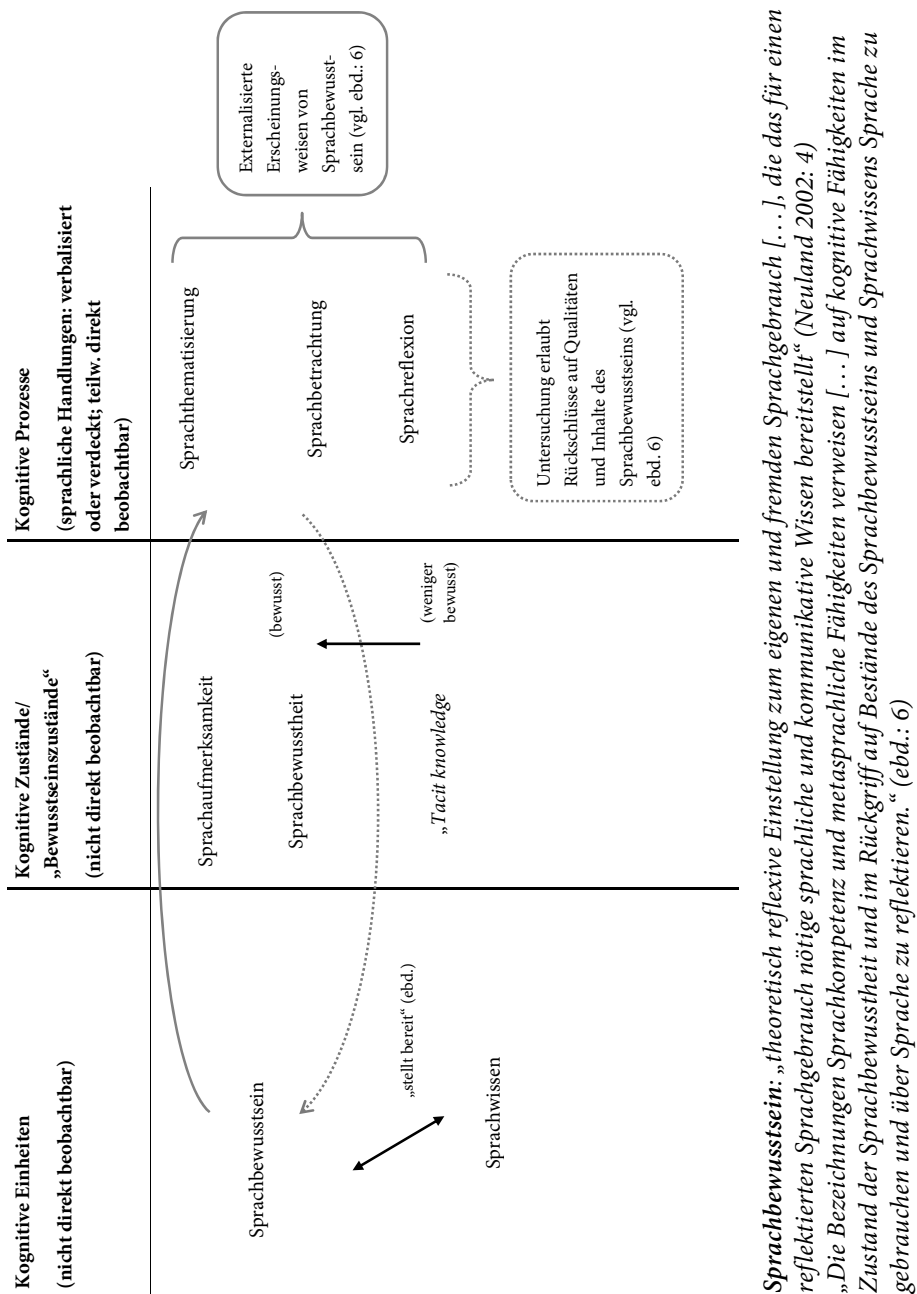 Kognitive Einheiten
(nicht direkt beobachtbar)
Kognitive Zustände/
„Bewusstseinszustände“
(nicht direkt beobachtbar)
Kognitive Prozesse
(sprachliche Handlungen: verbalisiert
oder verdeckt; teilw. direkt
beobachtbar)
Sprachbewusstsein
„stellt bereit“ (ebd.)
Sprachwissen
Sprachaufmerksamkeit
Sprachbewusstheit
(bewusst)
„Tacit knowledge
(weniger
bewusst)
Sprachthematisierung
Sprachbetrachtung
Sprachreflexion
Externalisierte
Erscheinungs-
weisen von
Sprachbewusst-
sein (vgl. ebd.: 6)
Untersuchung erlaubt
Rückschlüsse auf Qualitäten
und Inhalte des
Sprachbewusstseins (vgl.
ebd. 6)
Sprachbewusstsein: „theoretisch reflexive Einstellung zum eigenen und fremden Sprachgebrauch […], die das für einen
reflektierten Sprachgebrauch nötige sprachliche und kommunikative Wissen bereitstellt“ (Neuland 2002: 4)
„Die Bezeichnungen Sprachkompetenz und metasprachliche Fähigkeiten verweisen […] auf kognitive Fähigkeiten im
Zustand der Sprachbewusstheit und im Rückgriff auf Bestände des Sprachbewusstseins und Sprachwissens Sprache zu
gebrauchen und über Sprache zu reflektieren.“ (ebd.: 6)